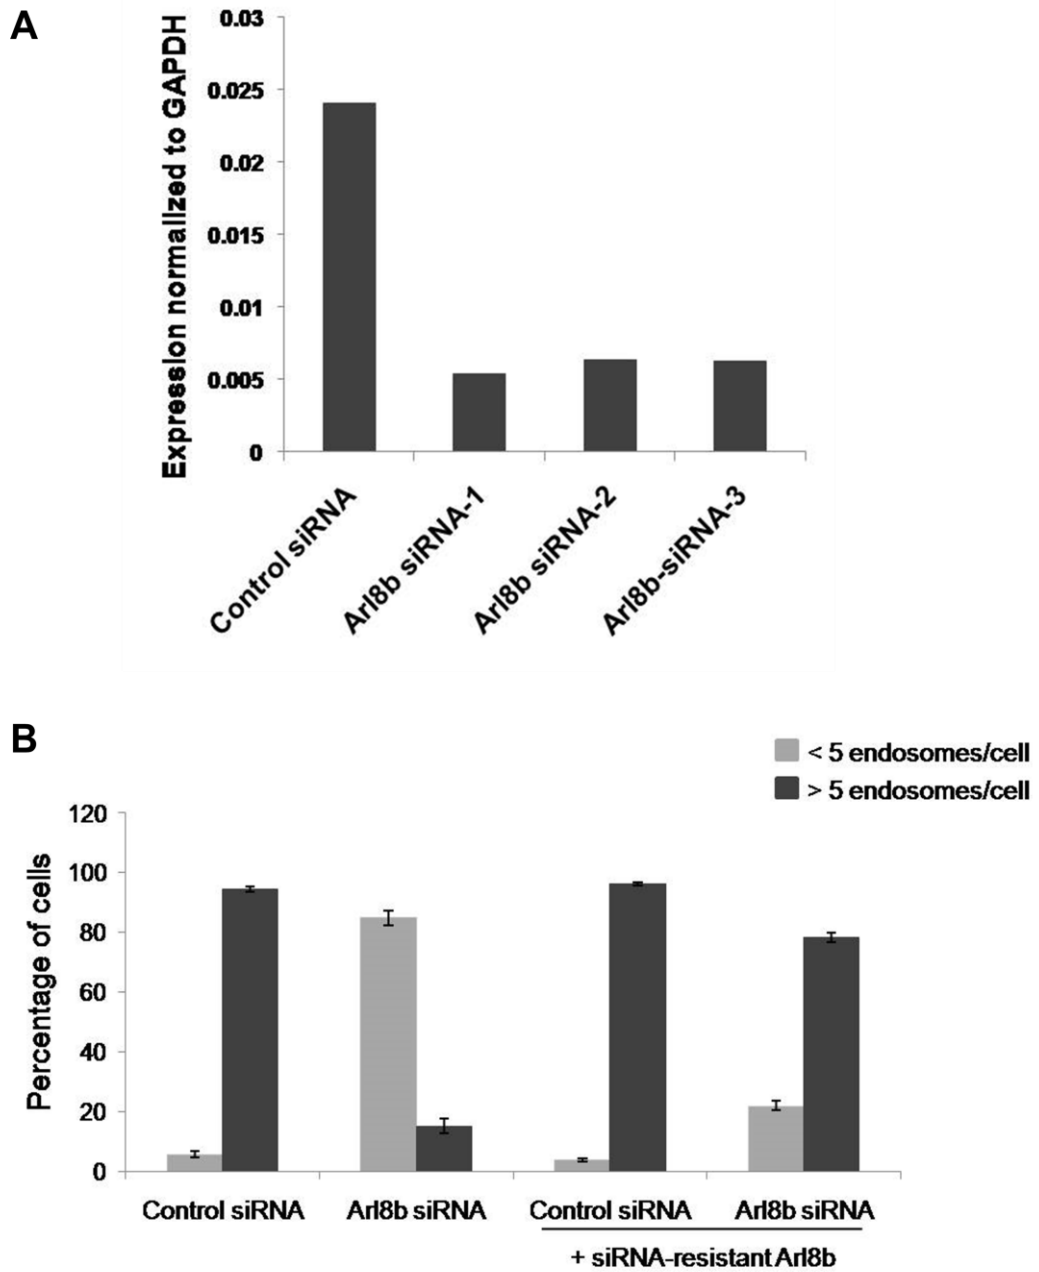 A
Expression normalized to GAPDH
0.03
0.025
0.02
0.015
0.01
0.005
0
Control siRNA
Arl8b siRNA-1
Arl8b siRNA-2
Arl8b-siRNA-3
B
< 5 endosomes/cell
> 5 endosomes/cell
Percentage of cells
120
100
80
60
40
20
0
Control siRNA
Arl8b siRNA
Control siRNA
Arl8b siRNA
+ siRNA-resistant Arl8b